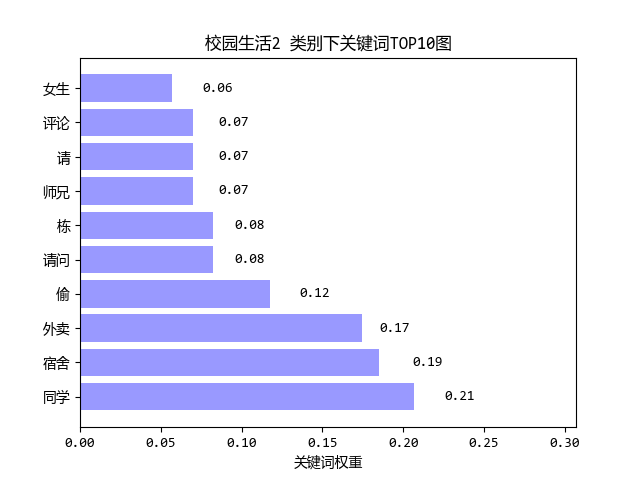 校园生活2 类别下关键词TOP10图
女生 0.06
评论 0.07
请 0.07
师兄 0.07
栋 0.08
请问 0.08
偷 0.12
外卖 0.17
宿舍 0.19
同学 0.21
0.00 0.05 0.10 0.15 0.20 0.25 0.30
关键词权重